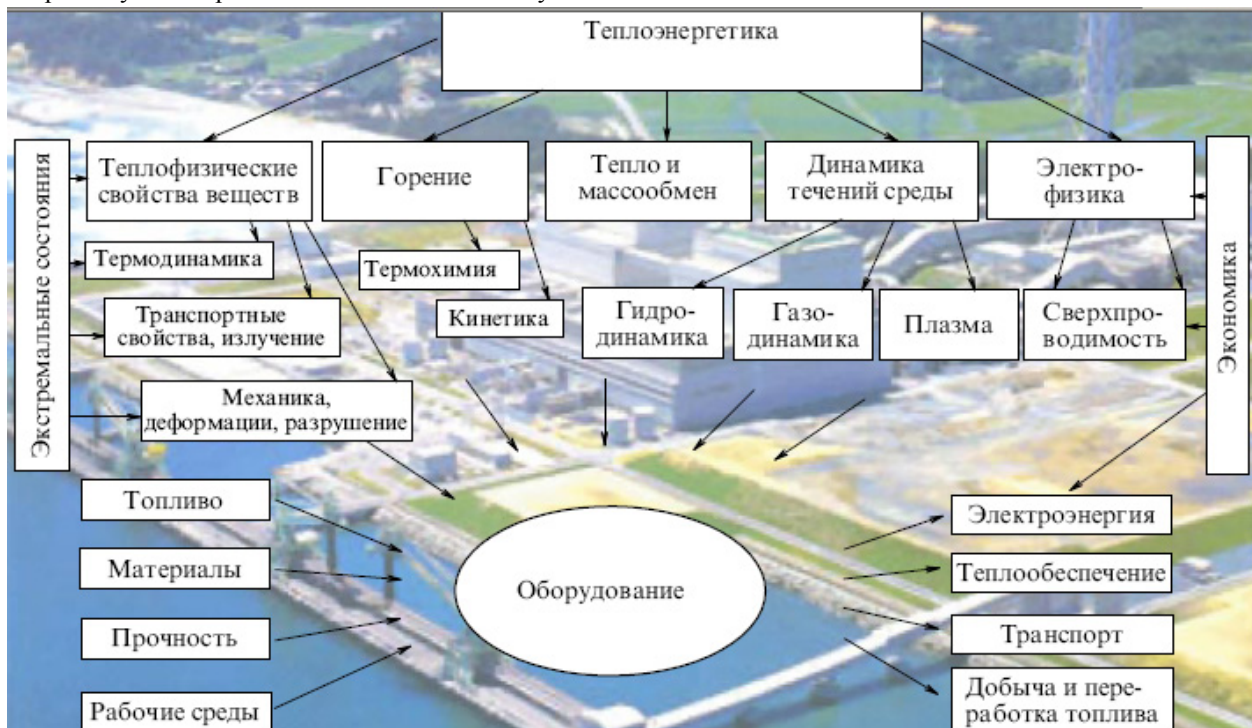 Теплоэнергетика
Экстремальные состояния
Теплофизические
свойства веществ
Горение
Тепло и
массообмен
Динамика
течений среды
Электро-
физика
Экономика
Термодинамика
Термохимия
Транспортные
свойства, излучение
Кинетика
Гидро-
динамика
Газо-
динамика
Плазма
Сверхпро-
водимость
Механика,
деформации, разрушение
Топливо
Материалы
Прочность
Рабочие среды
Оборудование
Электроэнергия
Теплообеспечение
Транспорт
Добыча и пере-
работка топлива